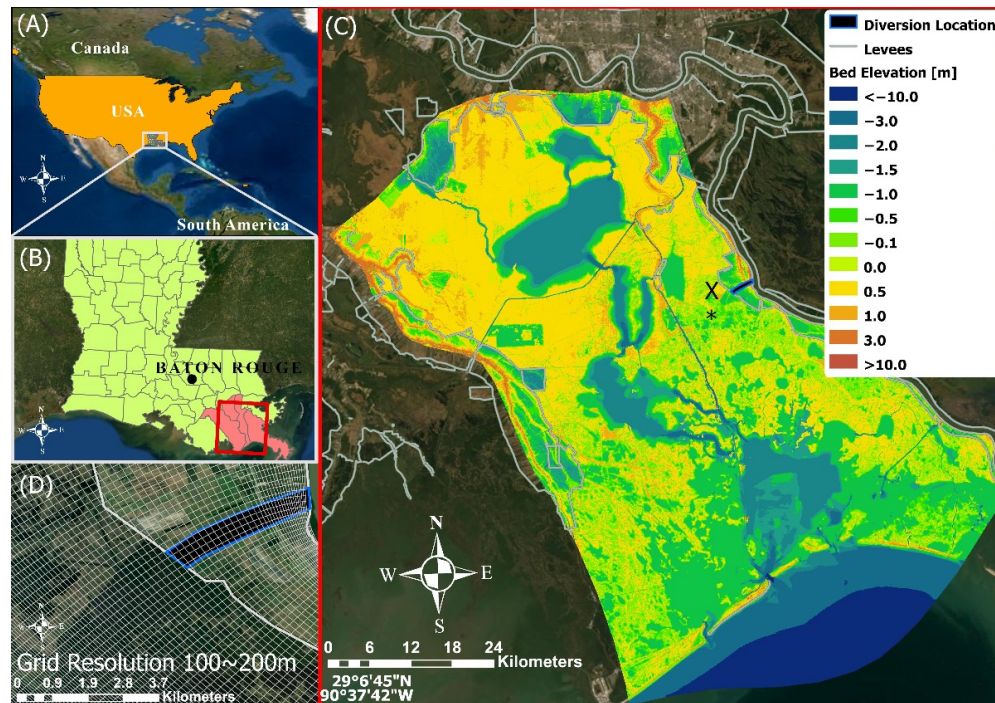 (A)
Canada
USA
South America
N
W E
S
(B)
BATON ROUGE
N
W E
S
(D)
N
W E
S
Grid Resolution 100~200m
0 0.9 1.8 2.8 3.7
Kilometers
(C)
X
*
N
W E
S
0 3 6 12 18 24
Kilometers
29°6'45"N
90°37'42"W
Diversion Location
Levees
Bed Elevation [m]
<−10.0
−3.0
−2.0
−1.5
−1.0
−0.5
−0.1
0.0
0.5
1.0
3.0
>10.0